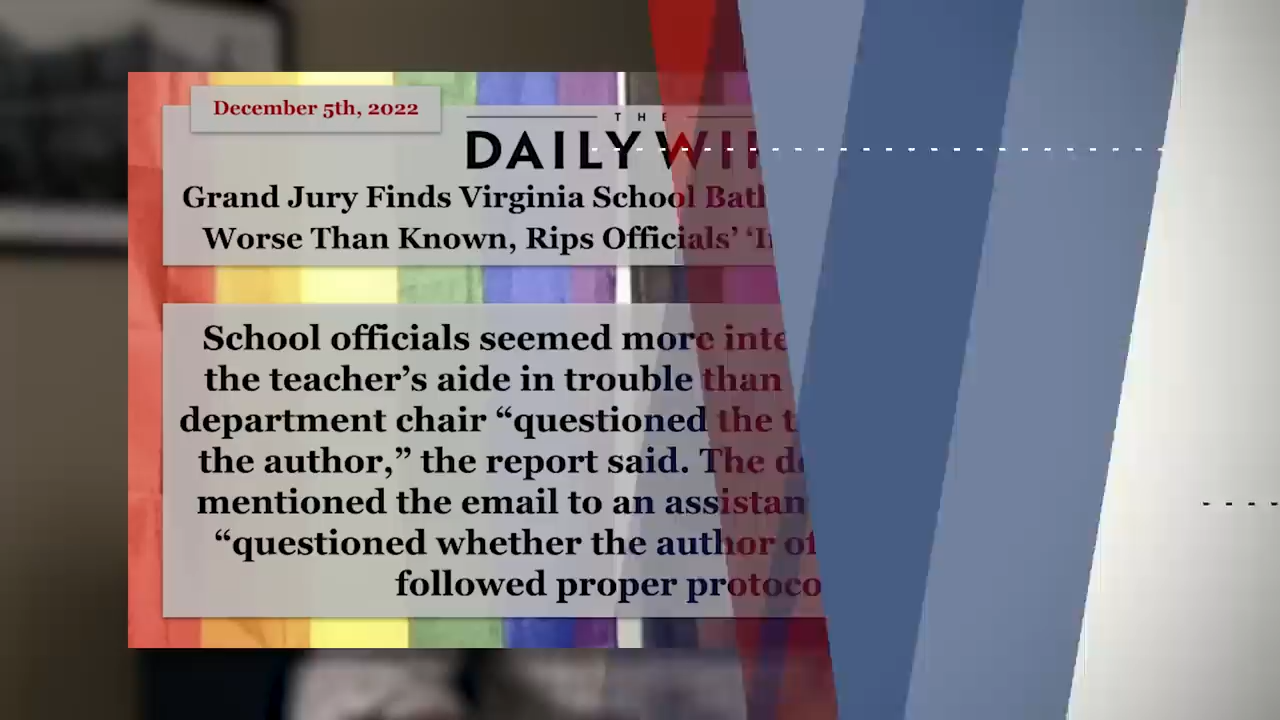 December 5th, 2022
THE
DAILY WI
Grand Jury Finds Virginia School Bath
Worse Than Known, Rips Officials’ ‘I
School officials seemed more inte
the teacher’s aide in trouble than
department chair “questioned the t
the author,” the report said. The de
mentioned the email to an assistan
“questioned whether the author of
followed proper protoco